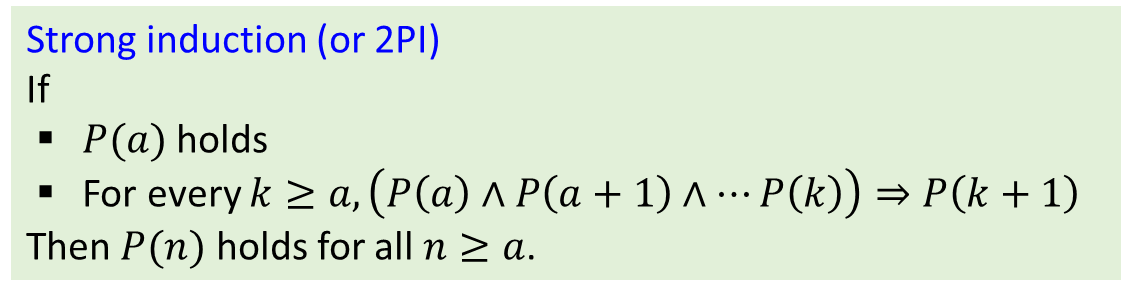 Strong induction (or 2PI)
If
▪ P(a) holds
▪ For every k ≥ a, (P(a) ∧ P(a + 1) ∧ ⋯ P(k)) ⇒ P(k + 1)
Then P(n) holds for all n ≥ a.